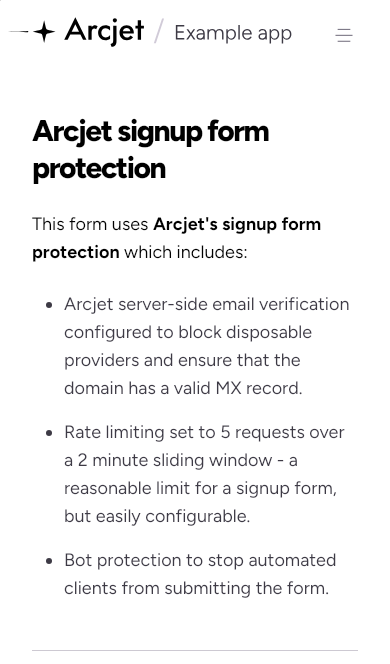 Arcjet / Example app
Arcjet signup form
protection
This form uses Arcjet's signup form
protection which includes:
• Arcjet server-side email verification
configured to block disposable
providers and ensure that the
domain has a valid MX record.
• Rate limiting set to 5 requests over
a 2 minute sliding window - a
reasonable limit for a signup form,
but easily configurable.
• Bot protection to stop automated
clients from submitting the form.